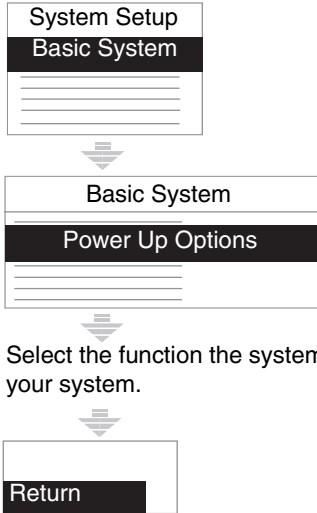 System Setup
Basic System
Basic System
Power Up Options
Select the function the system
your system.
Return